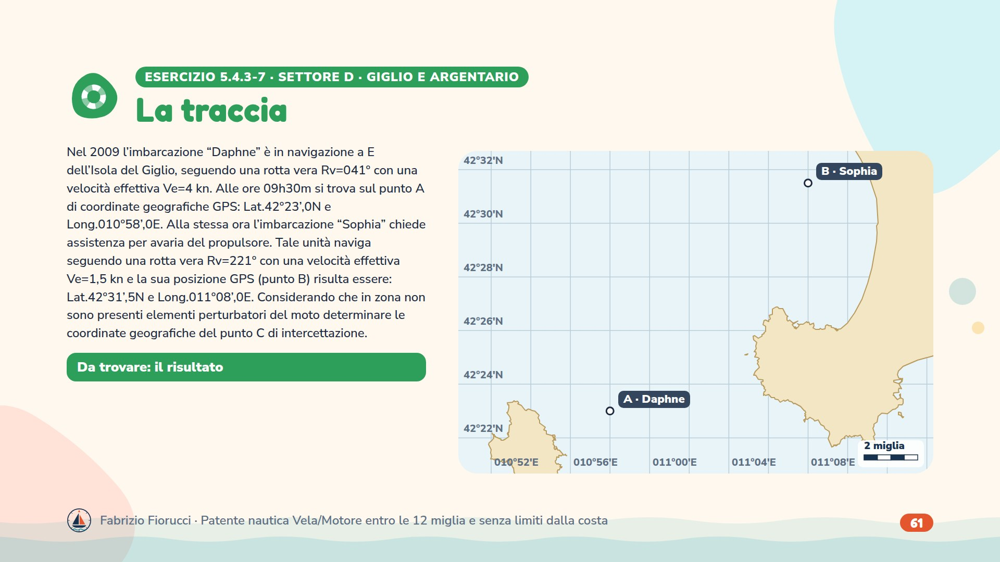 ESERCIZIO 5.4.3-7 · SETTORE D · GIGLIO E ARGENTARIO
La traccia
Nel 2009 l’imbarcazione “Daphne” è in navigazione a E
dell’Isola del Giglio, seguendo una rotta vera Rv=041° con una
velocità effettiva Ve=4 kn. Alle ore 09h30m si trova sul punto A
di coordinate geografiche GPS: Lat.42°23’,0N e
Long.010°58’,0E. Alla stessa ora l’imbarcazione “Sophia” chiede
assistenza per avaria del propulsore. Tale unità naviga
seguendo una rotta vera Rv=221° con una velocità effettiva
Ve=1,5 kn e la sua posizione GPS (punto B) risulta essere:
Lat.42°31’,5N e Long.011°08’,0E. Considerando che in zona non
sono presenti elementi perturbatori del moto determinare le
coordinate geografiche del punto C di intercettazione.
Da trovare: il risultato
42°32'N
B · Sophia
42°30'N
42°28'N
42°26'N
42°24'N
A · Daphne
42°22'N
2 miglia
010°52'E
010°56'E
011°00'E
011°04'E
011°08'E
Fabrizio Fiorucci · Patente nautica Vela/Motore entro le 12 miglia e senza limiti dalla costa
61